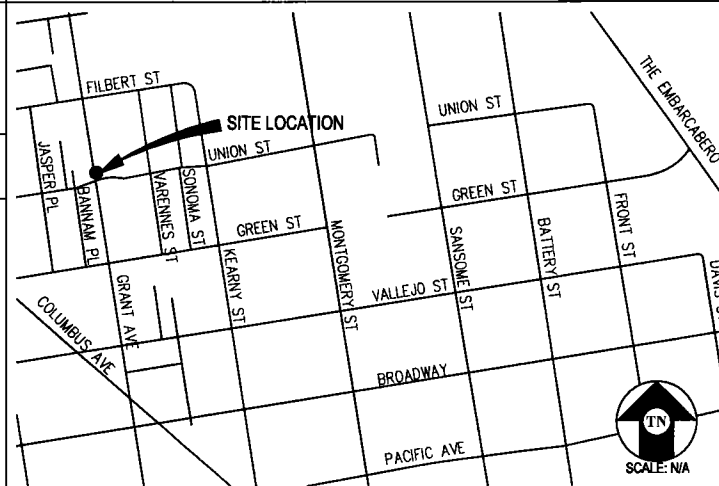 FILBERT ST
THE EMBARCABERO
UNION ST
SITE LOCATION
JASPER PL
UNION ST
BANNAM PL
VARENNES ST
SONOMA ST
GREEN ST
FRONT ST
GREEN ST
MONTGOMERY ST
SANSOME ST
BATTERY ST
KEARNY ST
GRANT AVE
VALLEJO ST
COLUMBUS AVE
BROADWAY
TN
PACIFIC AVE
SCALE: N/A